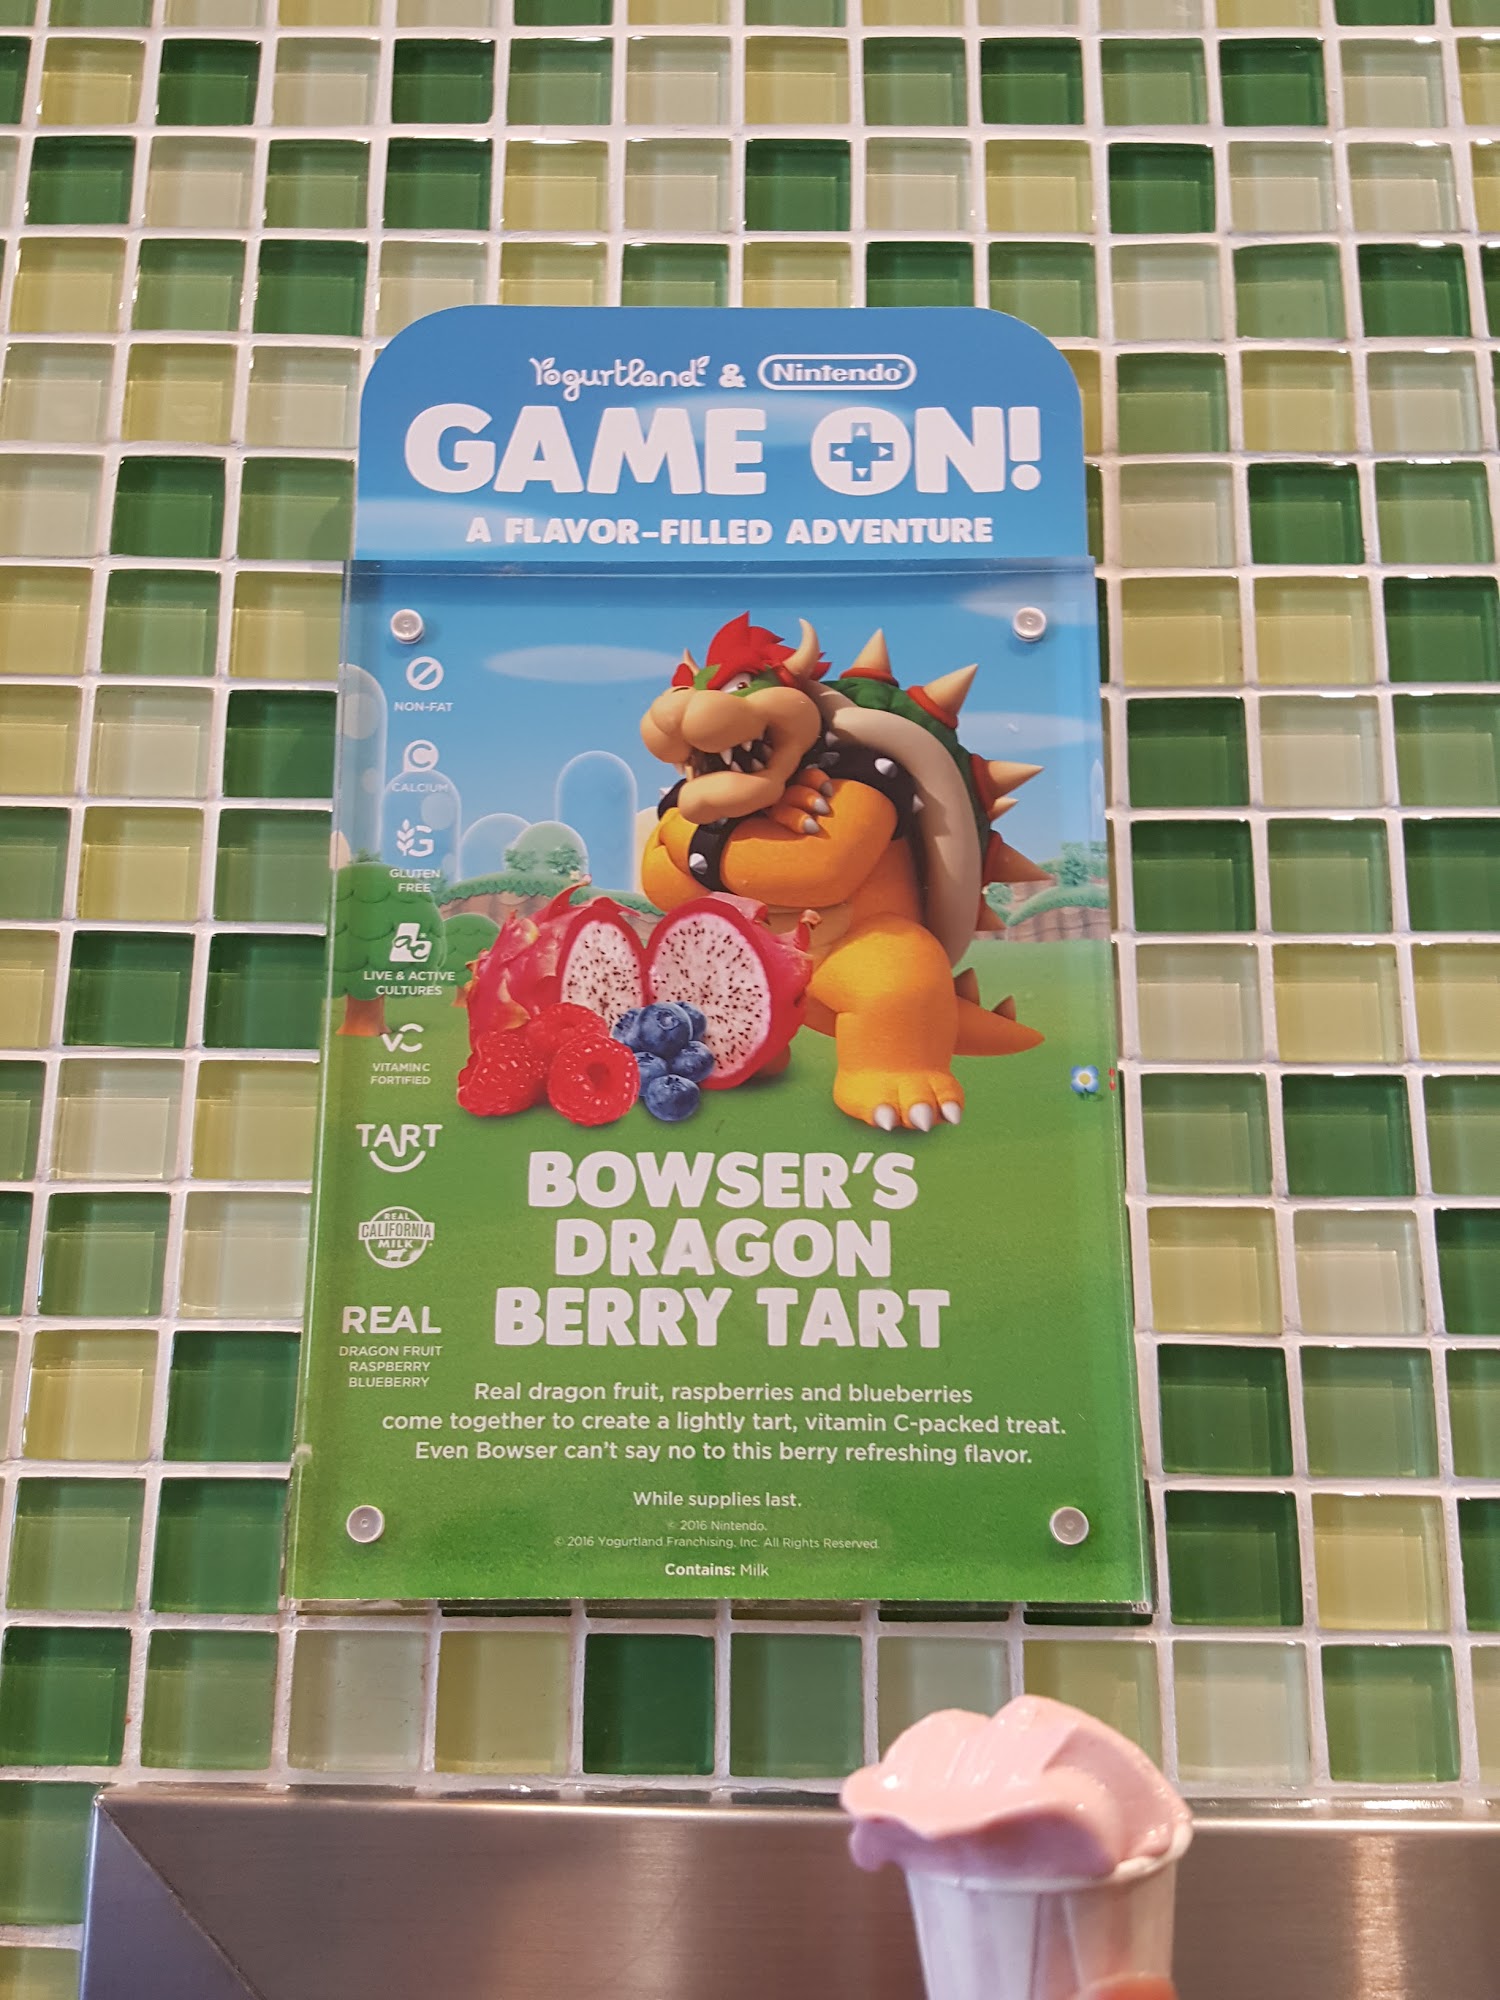 Yogurtland & Nintendo
GAME ON!
A FLAVOR-FILLED ADVENTURE
NON-FAT
C
CALCIUM
G
GLUTEN
FREE
LIVE & ACTIVE
CULTURES
VC
VITAMIN C
FORTIFIED
TART
REAL
CALIFORNIA
MILK
REAL
DRAGON FRUIT
RASPBERRY
BLUEBERRY
BOWSER'S
DRAGON
BERRY TART
Real dragon fruit, raspberries and blueberries
come together to create a lightly tart, vitamin C-packed treat.
Even Bowser can't say no to this berry refreshing flavor.
While supplies last.
© 2016 Nintendo.
© 2016 Yogurtland Franchising, Inc. All Rights Reserved.
Contains: Milk